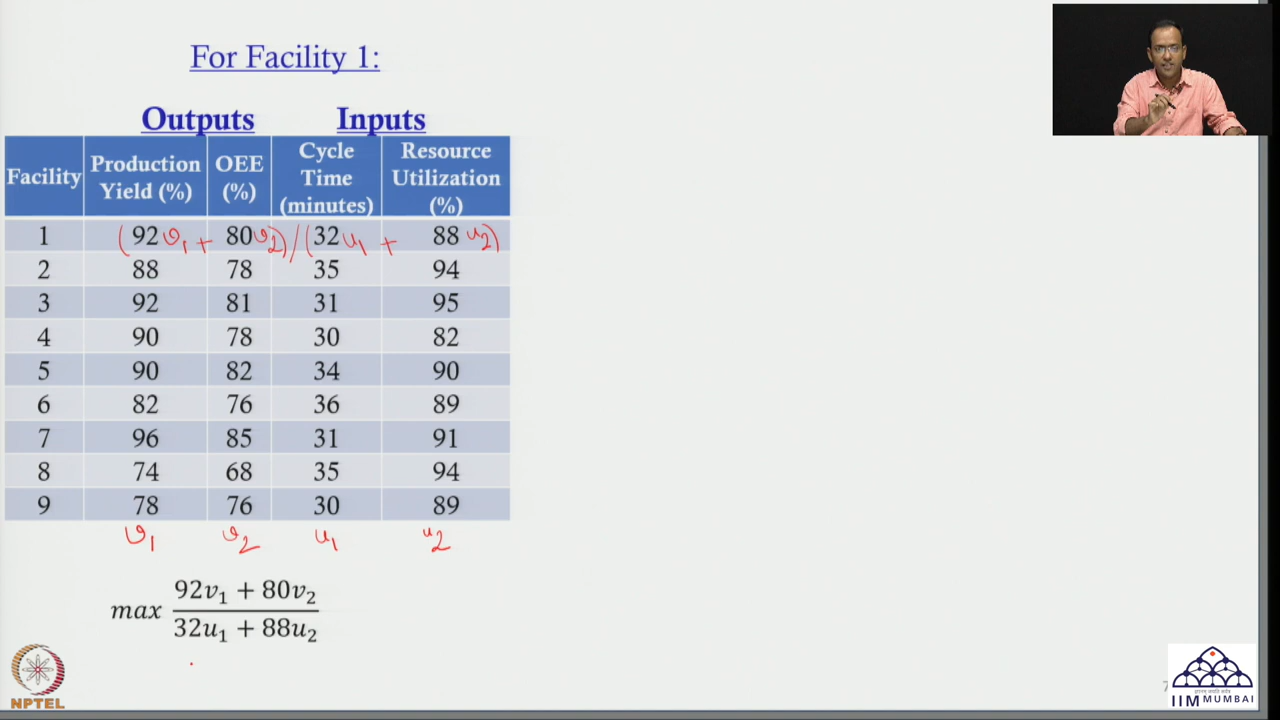 For Facility 1:
Outputs Inputs
Facility Production Yield (%) OEE (%) Cycle Time (minutes) Resource Utilization (%)
1 (92 v1 + 80 v2) / (32 u1 + 88 u2)
2 88 78 35 94
3 92 81 31 95
4 90 78 30 82
5 90 82 34 90
6 82 76 36 89
7 96 85 31 91
8 74 68 35 94
9 78 76 30 89
v1 v2 u1 u2
max (92v₁ + 80v₂) / (32u₁ + 88u₂)
NPTEL
IIM MUMBAI